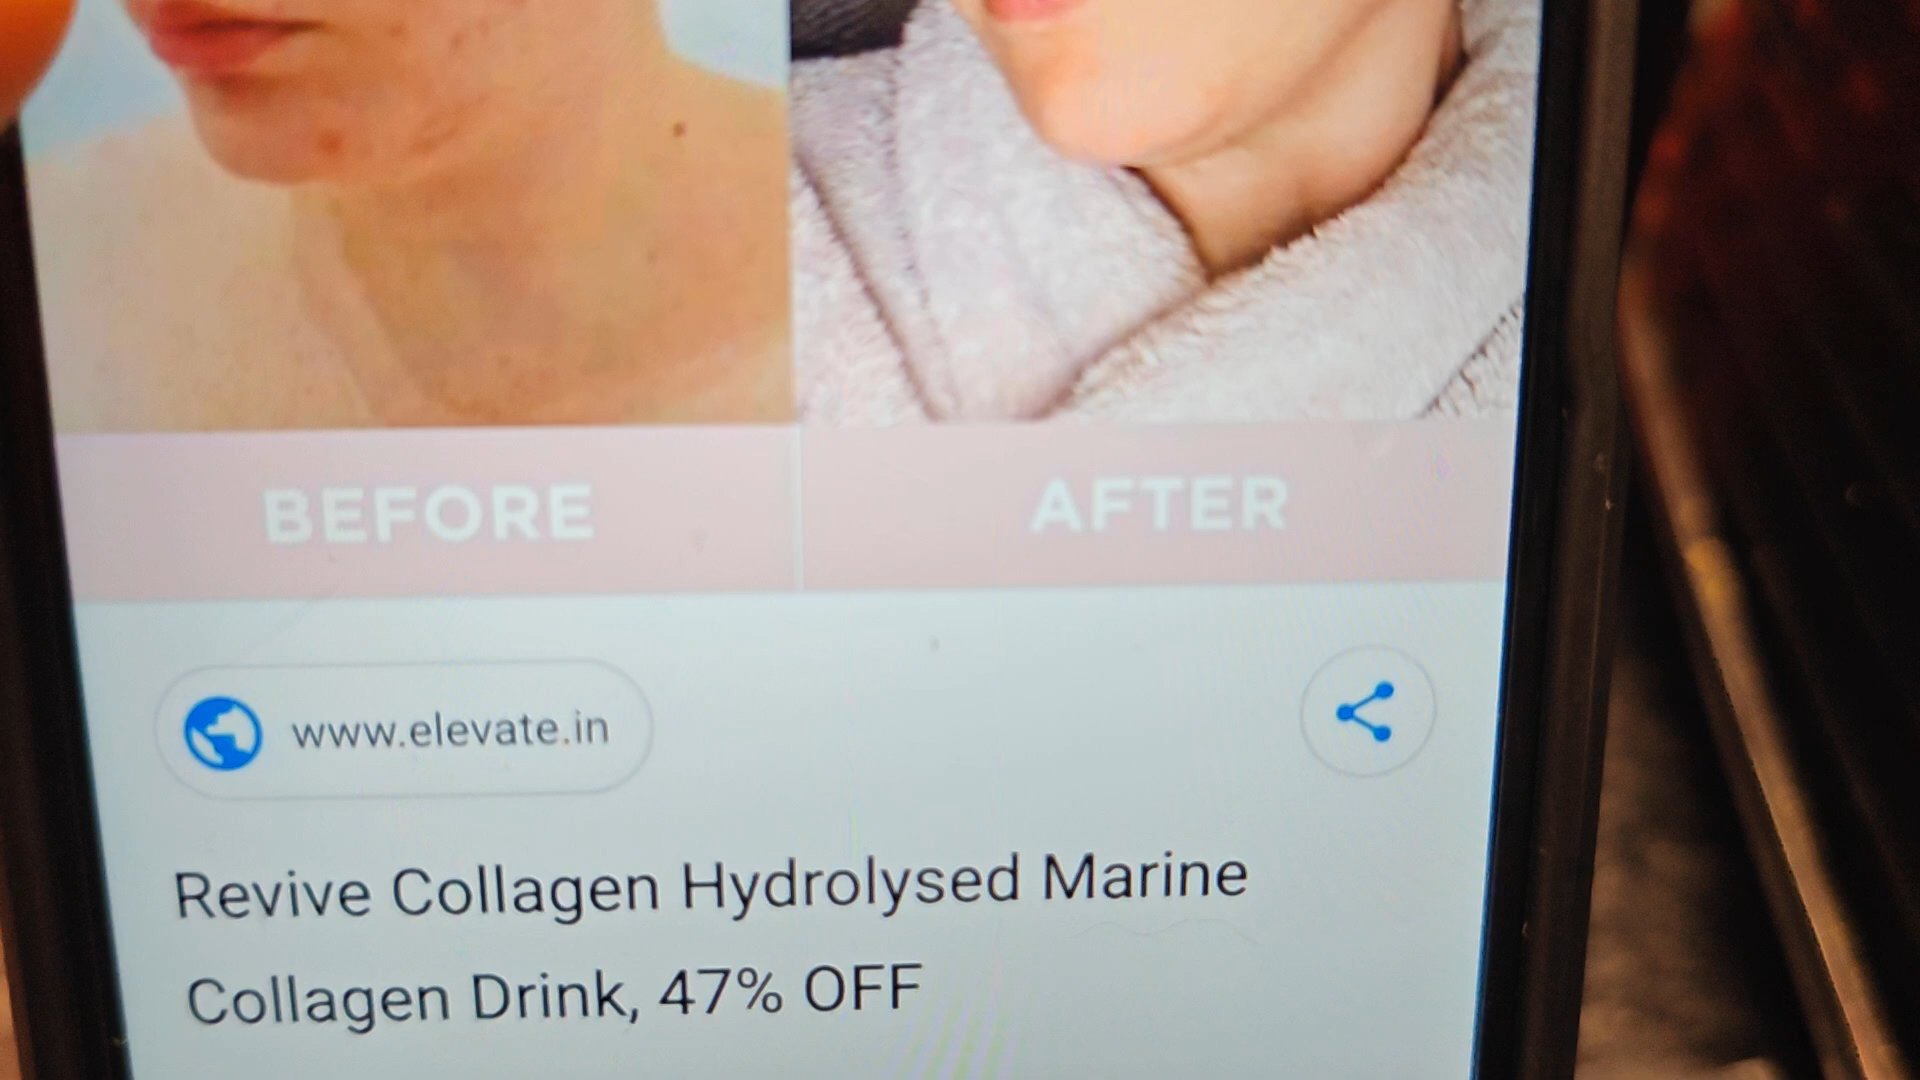 BEFORE
AFTER
www.elevate.in
Revive Collagen Hydrolysed Marine
Collagen Drink, 47% OFF